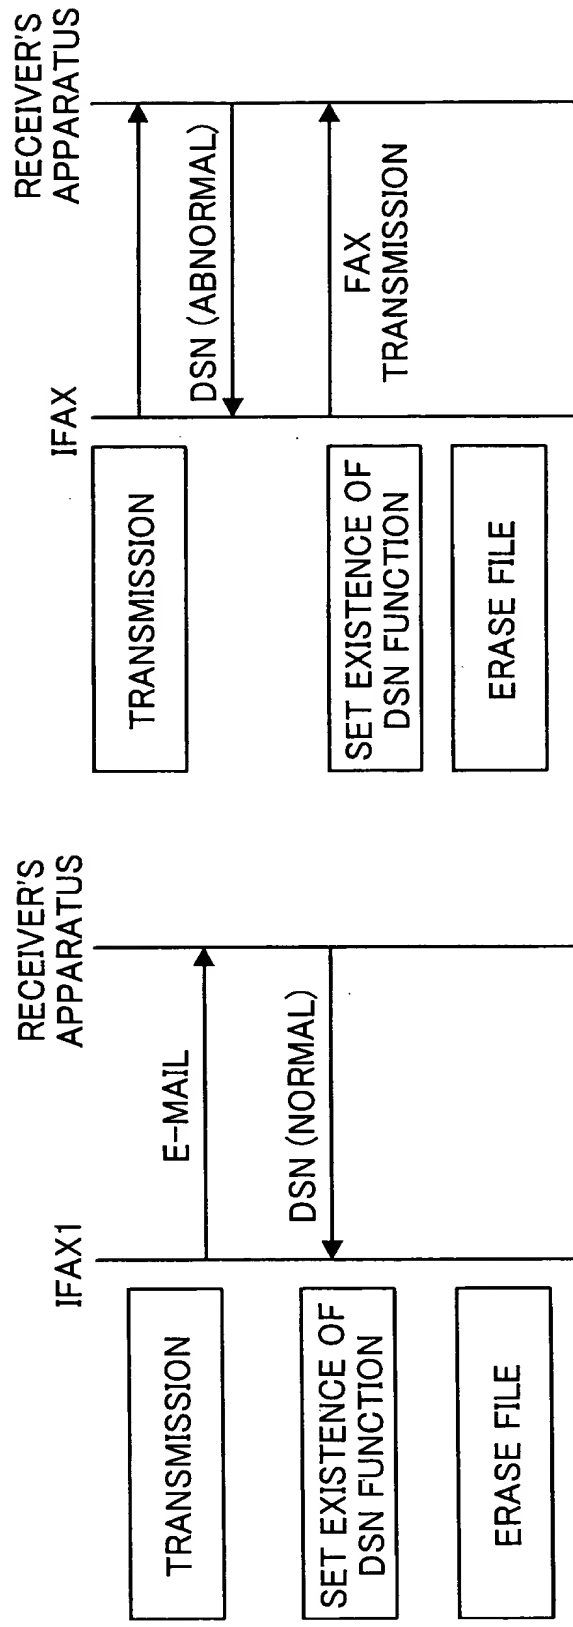 IFAX1
RECEIVER'S
APPARATUS
TRANSMISSION
E-MAIL
DSN (NORMAL)
SET EXISTENCE OF
DSN FUNCTION
ERASE FILE
IFAX
RECEIVER'S
APPARATUS
TRANSMISSION
DSN (ABNORMAL)
SET EXISTENCE OF
DSN FUNCTION
FAX
TRANSMISSION
ERASE FILE